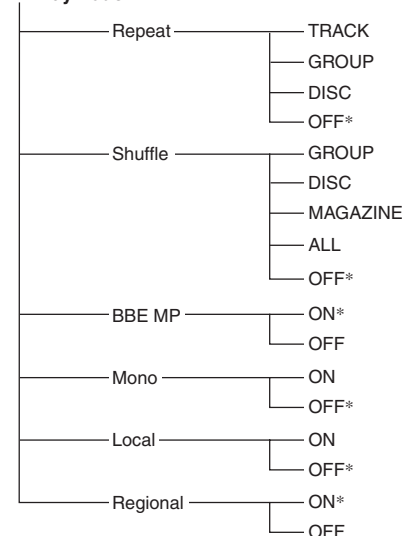 Repeat TRACK
GROUP
DISC
OFF*
Shuffle GROUP
DISC
MAGAZINE
ALL
OFF*
BBE MP ON*
OFF
Mono ON
OFF*
Local ON
OFF*
Regional ON*
OFF